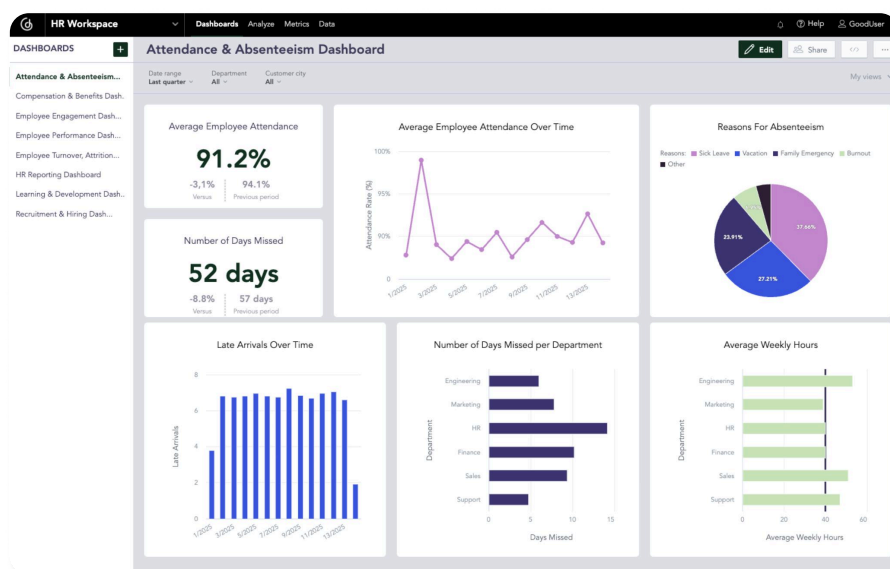 HR Workspace
Dashboards Analyze Metrics Data
Help
GoodUser
DASHBOARDS
+
Attendance & Absenteeism...
Compensation & Benefits Dash.
Employee Engagement Dash...
Employee Performance Dash...
Employee Turnover, Attrition...
HR Reporting Dashboard
Learning & Development Dash..
Recruitment & Hiring Dash...
Attendance & Absenteeism Dashboard
Edit
Share
</>
...
Date range
Last quarter
Department
All
Customer city
All
My views
Average Employee Attendance
91.2%
-3,1% 94.1%
Versus Previous period
Number of Days Missed
52 days
-8.8% 57 days
Versus Previous period
Average Employee Attendance Over Time
Attendance Rate (%)
100%
95%
90%
0
1/2025 3/2025 5/2025 7/2025 9/2025 11/2025 13/2025
Reasons For Absenteeism
Reasons: Sick Leave Vacation Family Emergency Burnout
Other
37.66%
23.91%
27.21%
Late Arrivals Over Time
Late Arrivals
8
6
4
2
0
1/2025 3/2025 5/2025 7/2025 9/2025 11/2025 13/2025
Number of Days Missed per Department
Department
Engineering
Marketing
HR
Finance
Sales
Support
0 5 10 15
Days Missed
Average Weekly Hours
Department
Engineering
Marketing
HR
Finance
Sales
Support
0 20 40 60
Average Weekly Hours